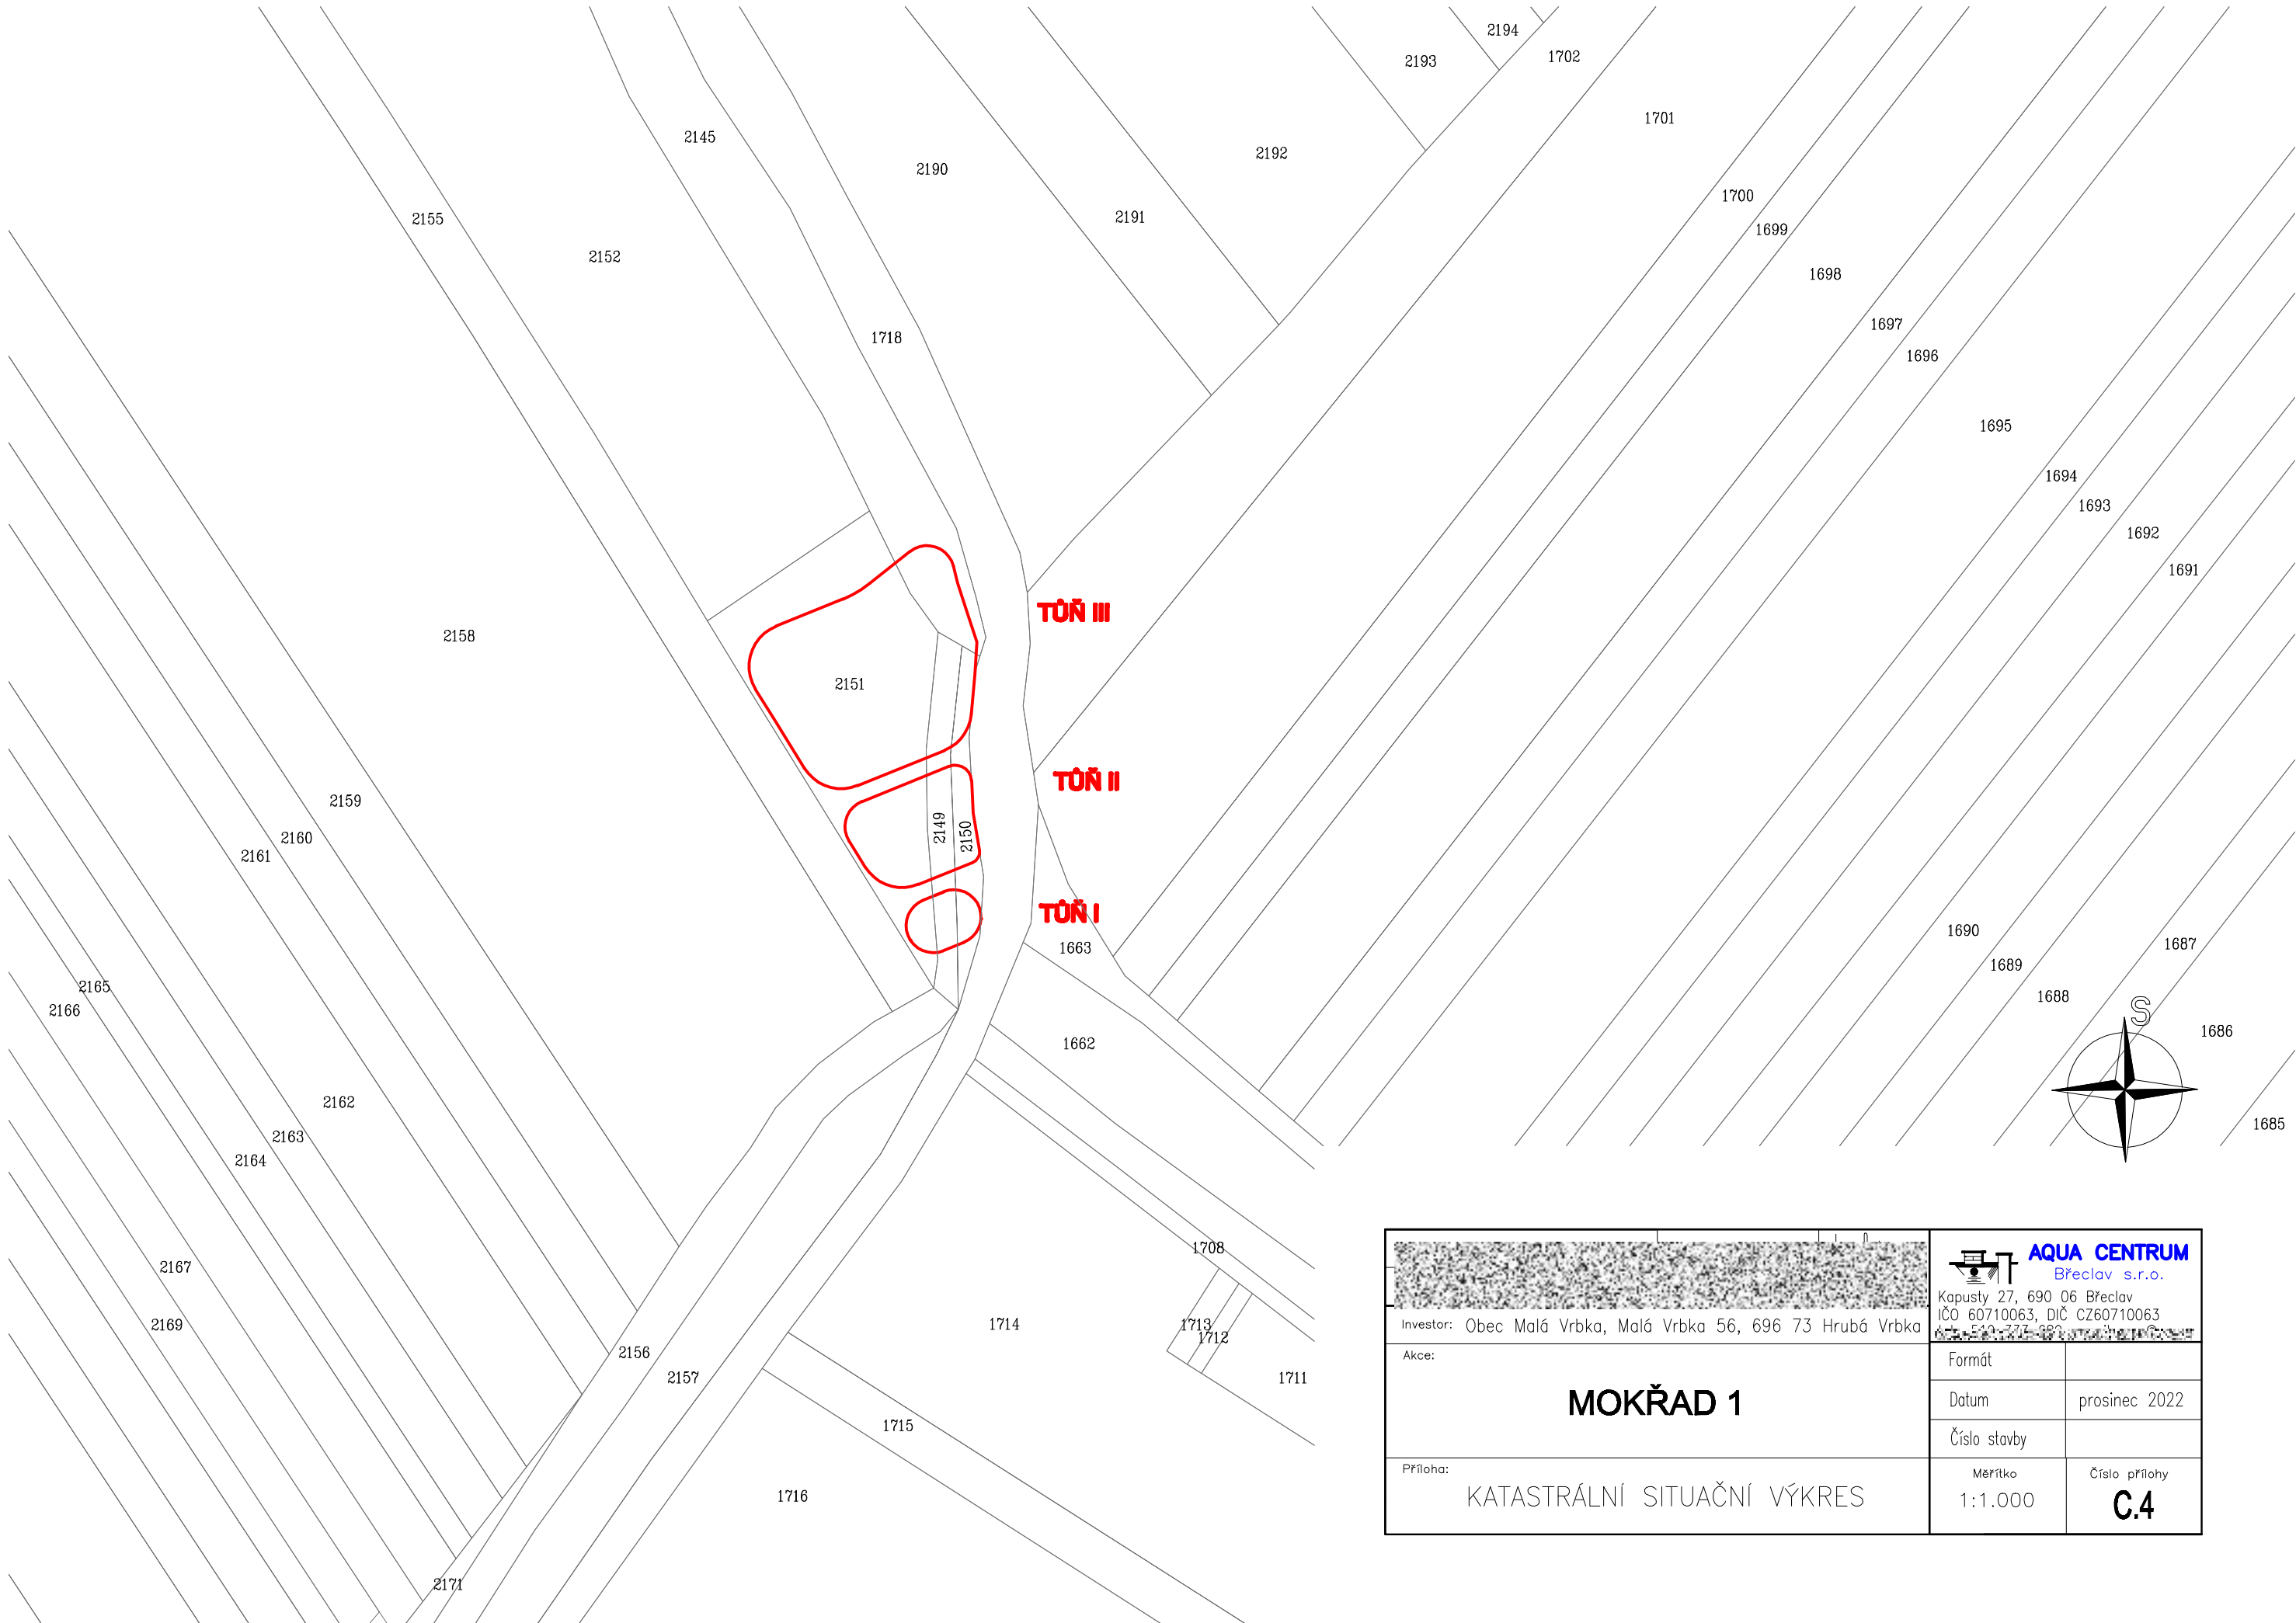 2194
2193
1702
1701
2145
2192
2190
1700
2155
2191
1699
2152
1698
1697
1718
1696
1695
1694
1693
1692
1691
TŮŇ III
2158
2151
TŮŇ II
2159
2149
2150
2160
2161
TŮŇ I
1690
1687
1663
1689
2165
1688
2166
S
1686
1662
2162
1685
2163
2164
1708
2167
1714
2169
1713
1712
2156
2157
1711
1715
1716
2171
AQUA CENTRUM
Břeclav s.r.o.
Kapusty 27, 690 06 Břeclav
IČO 60710063, DIČ CZ60710063
Investor: Obec Malá Vrbka, Malá Vrbka 56, 696 73 Hrubá Vrbka
Akce:
MOKŘAD 1
Formát
Datum prosinec 2022
Číslo stavby
Příloha:
KATASTRÁLNÍ SITUAČNÍ VÝKRES
Měřítko
1:1.000
Číslo přílohy
C.4